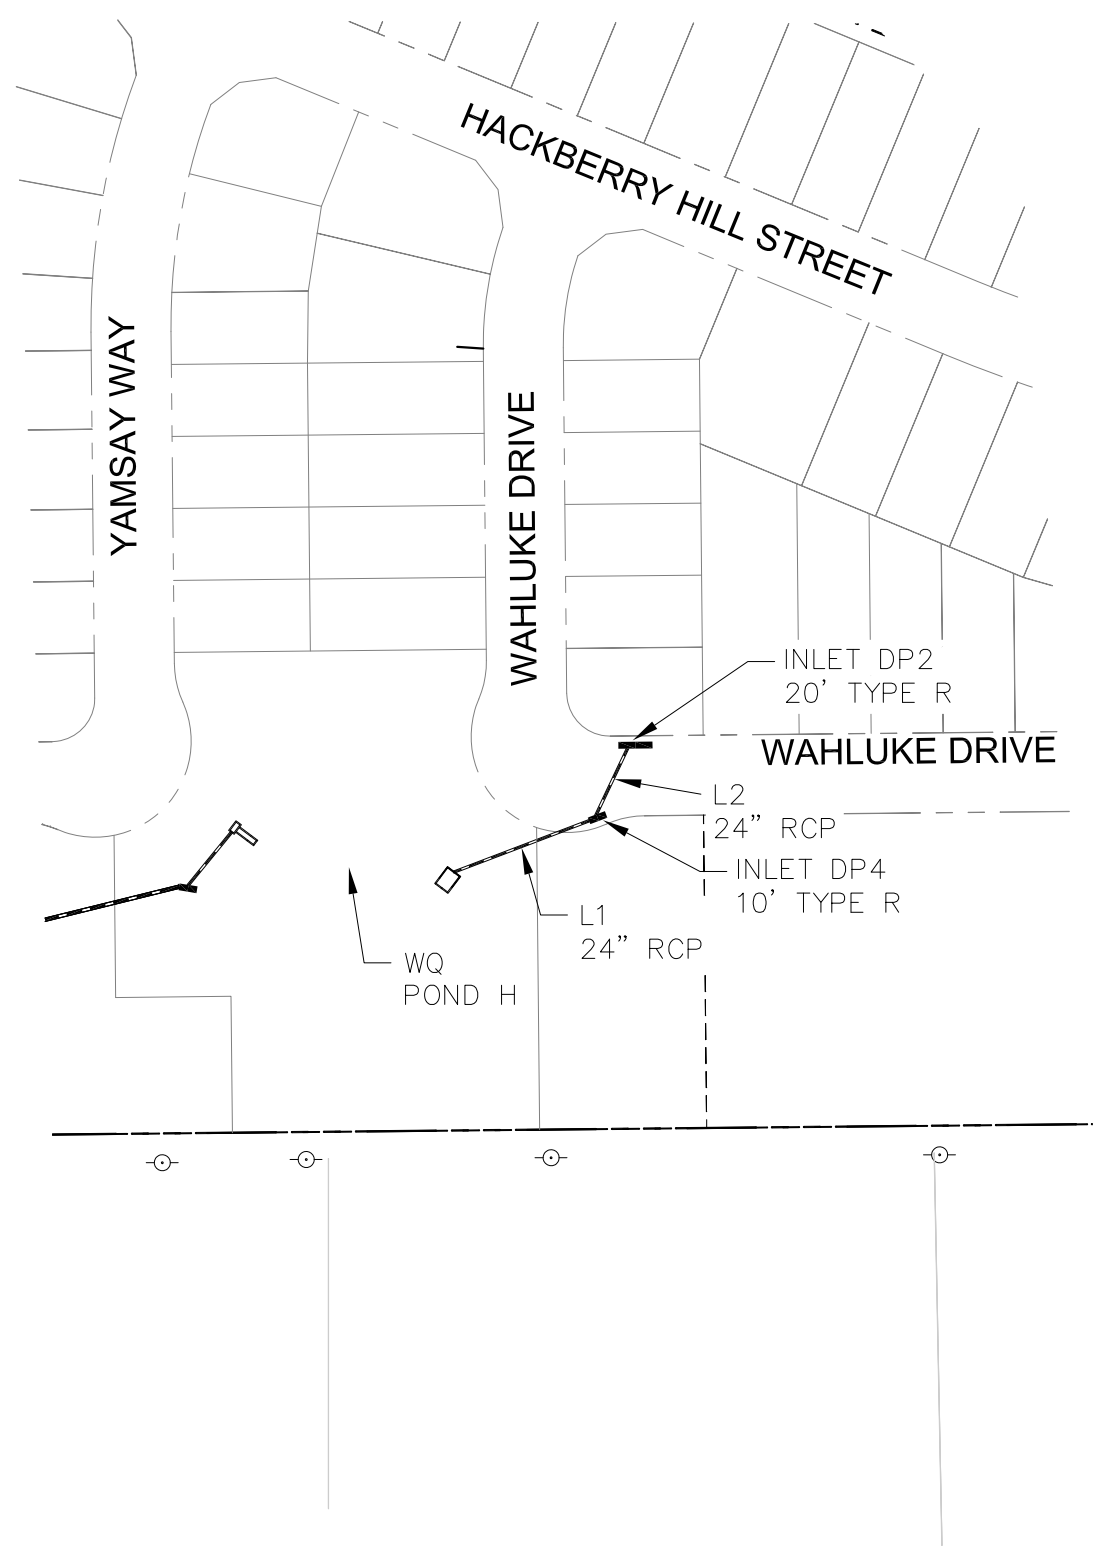 HACKBERRY HILL STREET
YAMSAY WAY
WAHLUKE DRIVE
INLET DP2
20' TYPE R
WAHLUKE DRIVE
L2
24" RCP
INLET DP4
10' TYPE R
L1
24" RCP
WQ
POND H